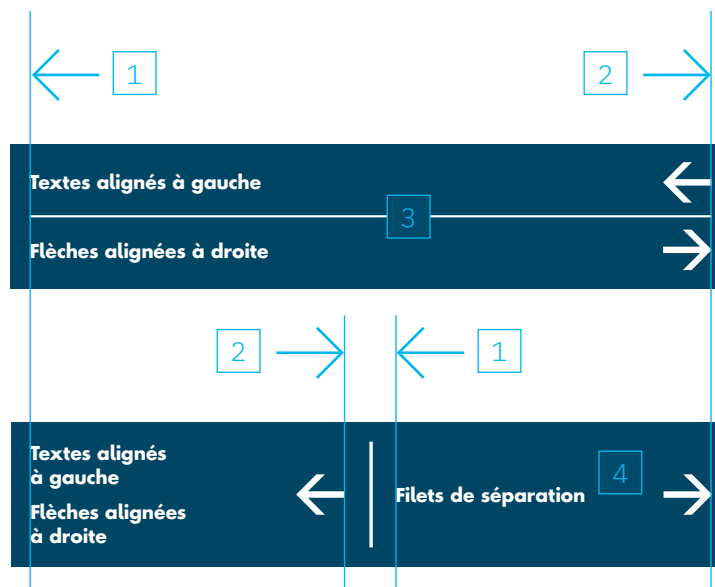 1
2
Textes alignés à gauche
3
Flèches alignées à droite
2
1
Textes alignés
à gauche
Flèches alignées
à droite
Filets de séparation
4